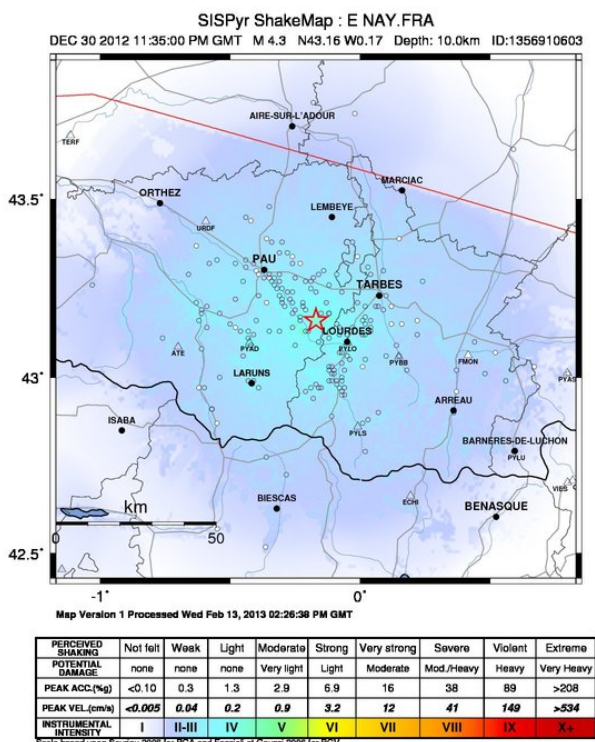 SISPyr ShakeMap : E NAY.FRA
DEC 30 2012 11:35:00 PM GMT M 4.3 N43.16 W0.17 Depth: 10.0km ID:1356910603
AIRE-SUR-L'ADOUR
TERF
MARCIAC
43.5˚
ORTHEZ
LEMBEYE
URDF
PAU
TARBES
LOURDES
ATE
PYAD
PYLO
PYBB
FMON
43˚
LARUNS
PYAS
ARREAU
ISABA
PYLS
BARNERES-DE-LUCHON
PYLU
km
BIESCAS
ECHI
VIES
BENASQUE
0
50
42.5˚
-1˚
0˚
Map Version 1 Processed Wed Feb 13, 2013 02:26:38 PM GMT
PERCEIVED SHAKING Not felt Weak Light Moderate Strong Very strong Severe Violent Extreme
POTENTIAL DAMAGE none none none Very light Light Moderate Mod./Heavy Heavy Very Heavy
PEAK ACC.(%g) <0.10 0.3 1.3 2.9 6.9 16 38 89 >208
PEAK VEL.(cm/s) <0.005 0.04 0.2 0.9 3.2 12 41 149 >534
INSTRUMENTAL INTENSITY I II-III IV V VI VII VIII IX X+